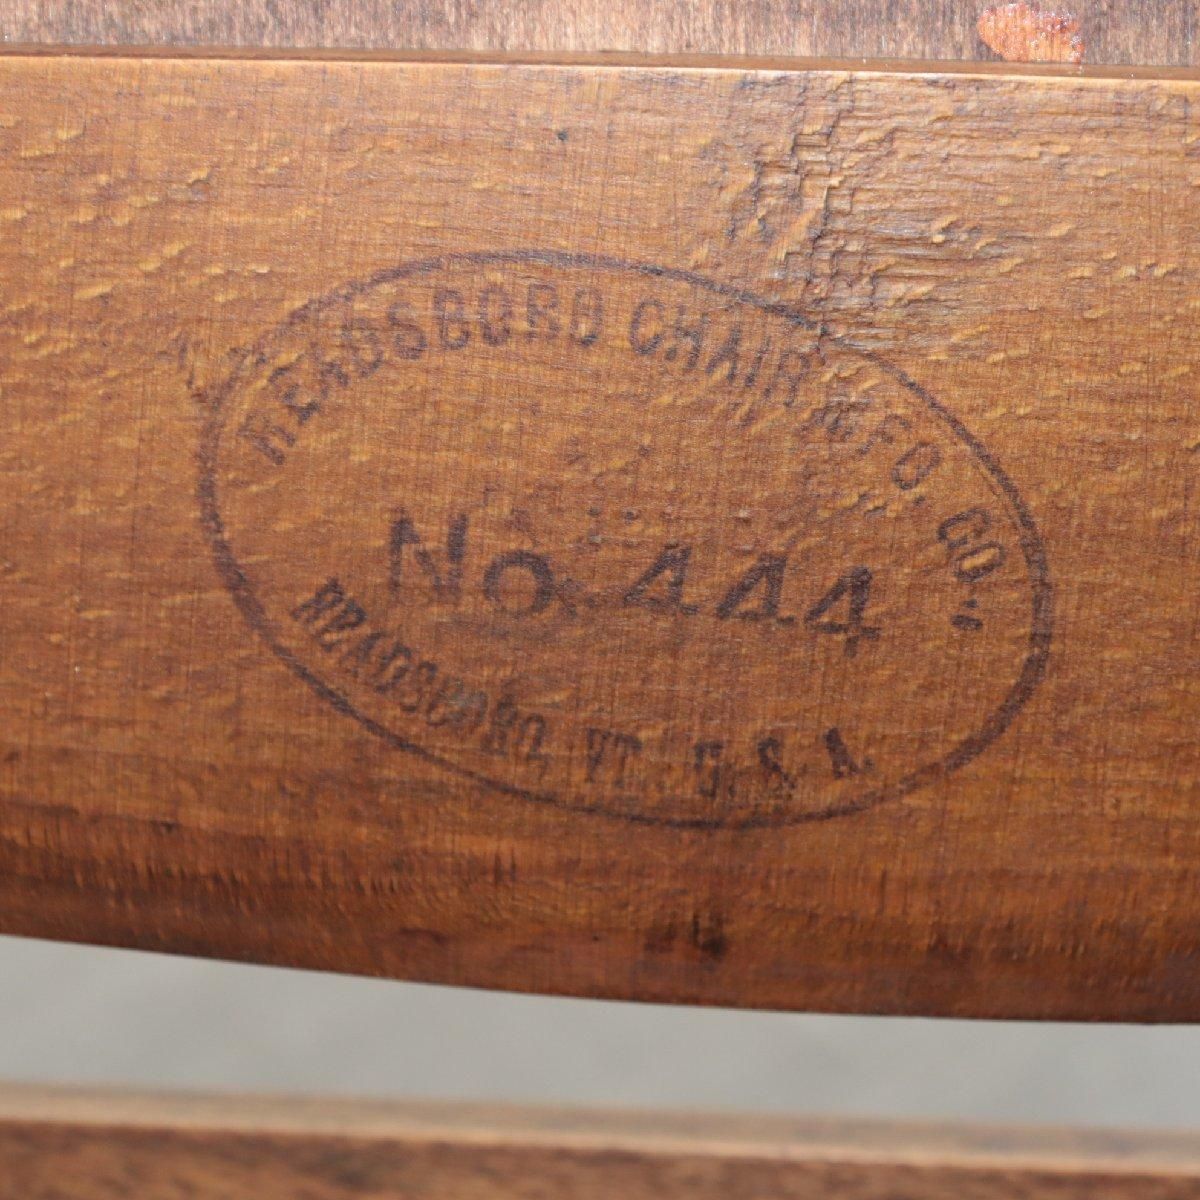 READSBORO CHAIR MFG. CO.
No. 444
READSBORO, VT. U.S.A.